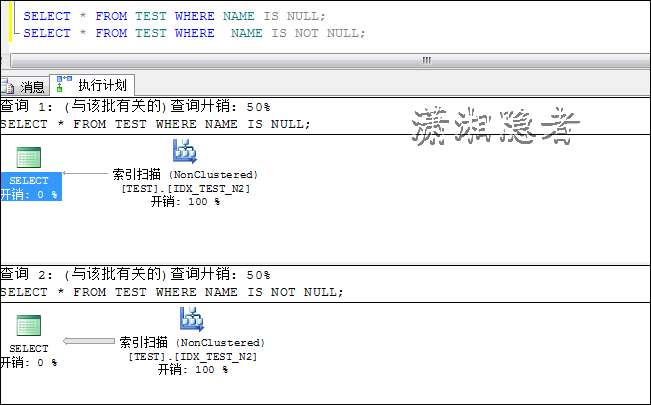 SELECT * FROM TEST WHERE NAME IS NULL;
SELECT * FROM TEST WHERE  NAME IS NOT NULL;
消息 执行计划
查询 1: (与该批有关的)查询开销: 50%
SELECT * FROM TEST WHERE NAME IS NULL;
潇湘隐者
SELECT
开销: 0 %
索引扫描 (NonClustered)
[TEST].[IDX_TEST_N2]
开销: 100 %
查询 2: (与该批有关的)查询开销: 50%
SELECT * FROM TEST WHERE NAME IS NOT NULL;
SELECT
开销: 0 %
索引扫描 (NonClustered)
[TEST].[IDX_TEST_N2]
开销: 100 %